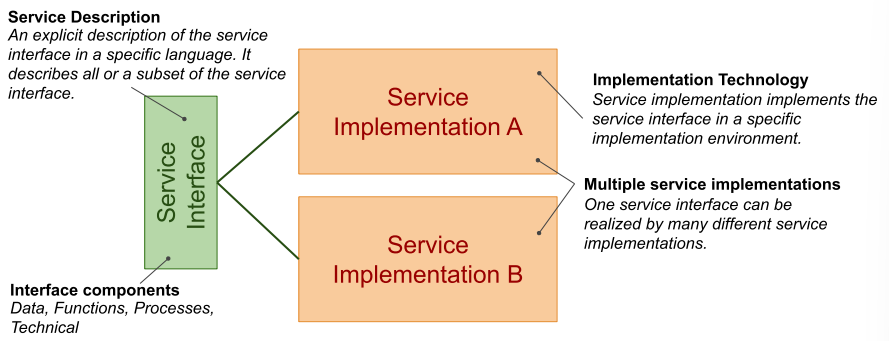 Service Description
An explicit description of the service
interface in a specific language. It
describes all or a subset of the service
interface.
Service
Interface
Interface components
Data, Functions, Processes,
Technical
Service
Implementation A
Service
Implementation B
Implementation Technology
Service implementation implements the
service interface in a specific
implementation environment.
Multiple service implementations
One service interface can be
realized by many different service
implementations.